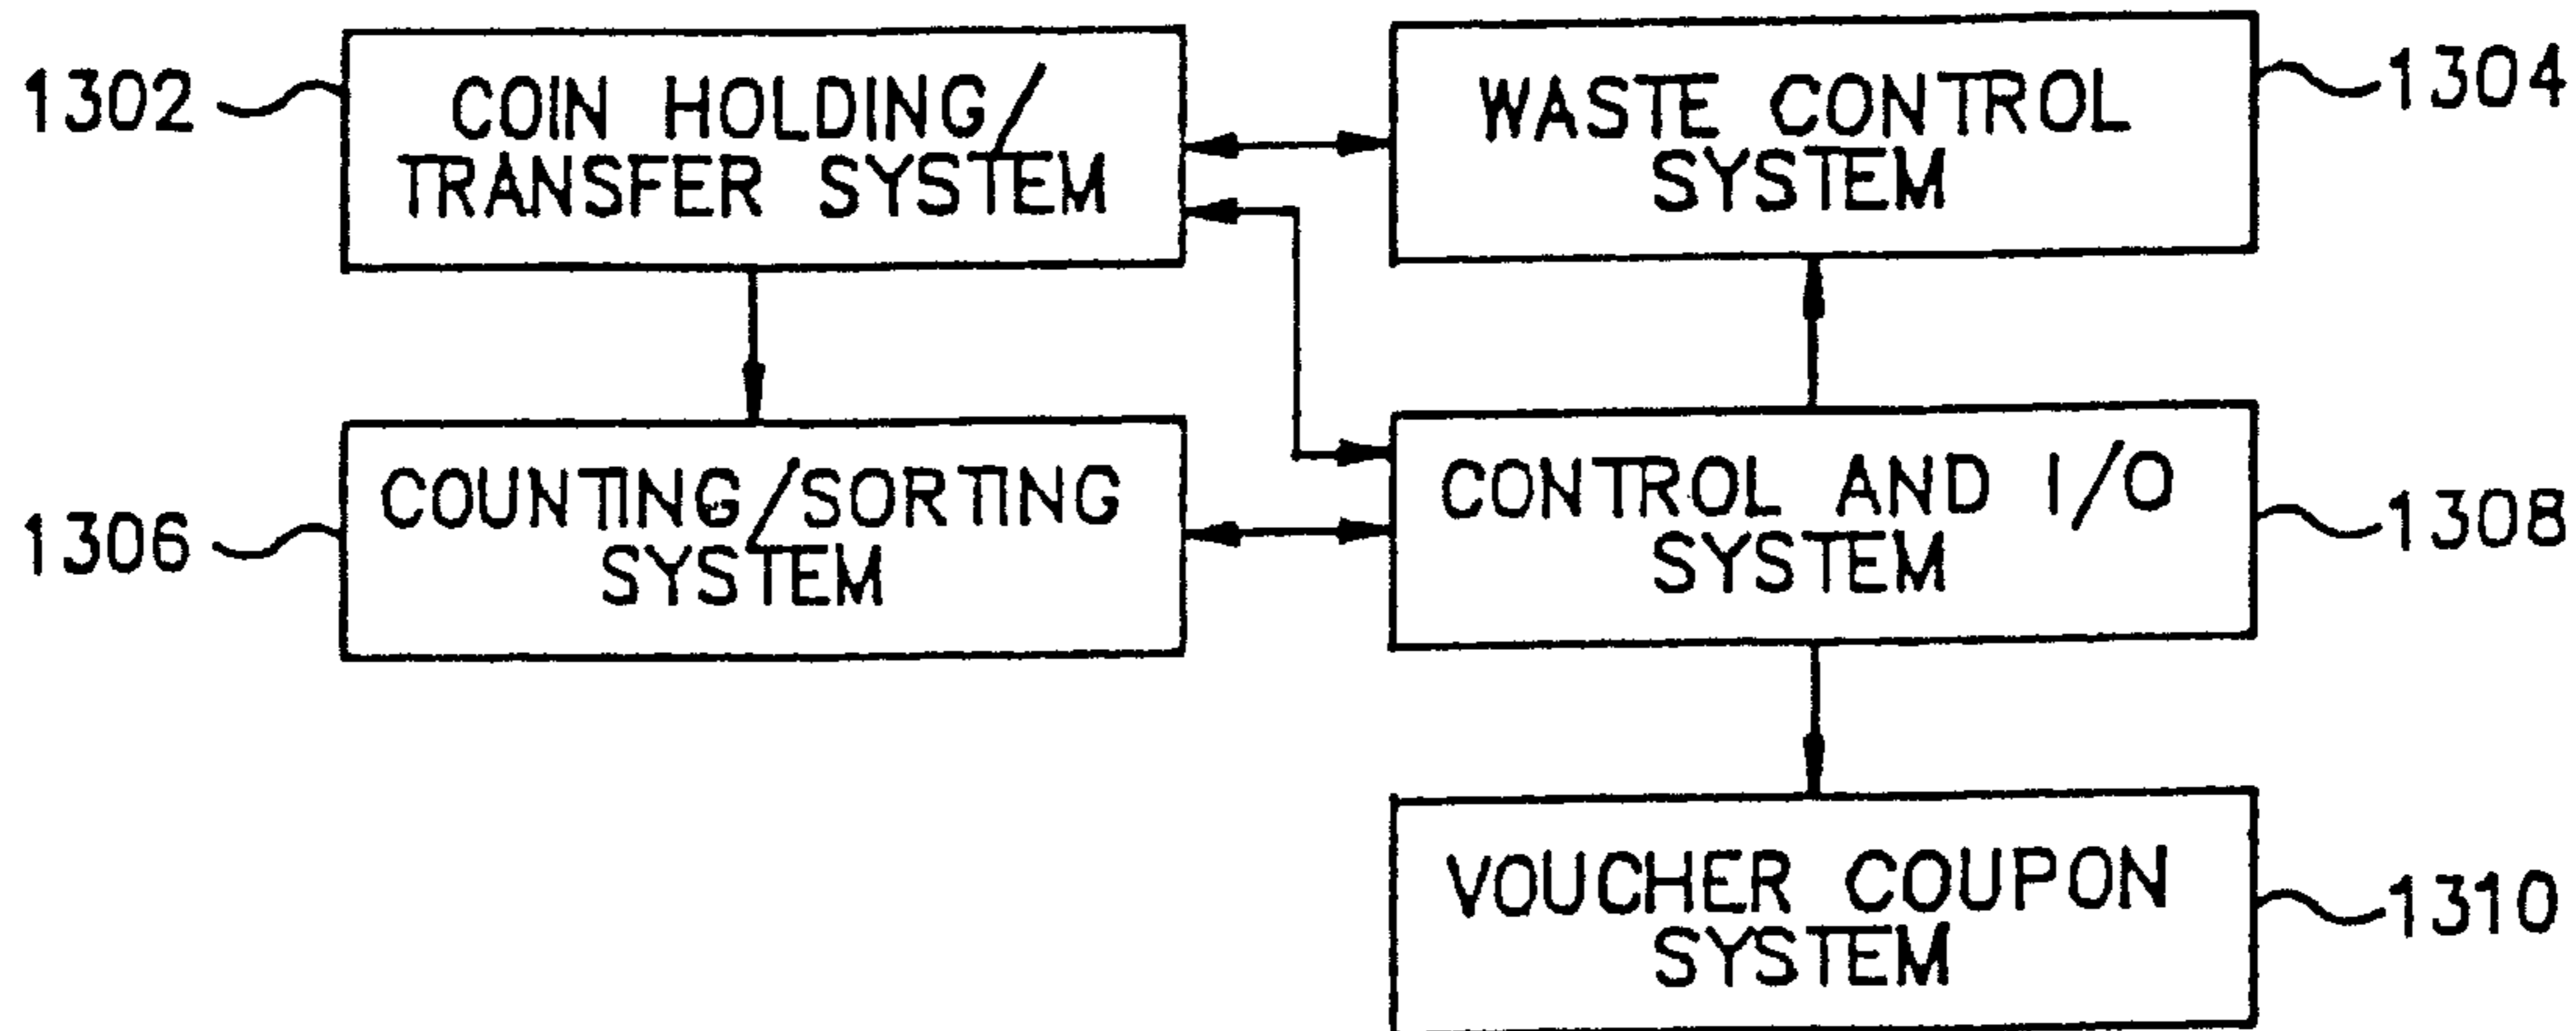 1302
COIN HOLDING/
TRANSFER SYSTEM
WASTE CONTROL
SYSTEM
1304
1306
COUNTING/SORTING
SYSTEM
CONTROL AND I/O
SYSTEM
1308
VOUCHER COUPON
SYSTEM
1310